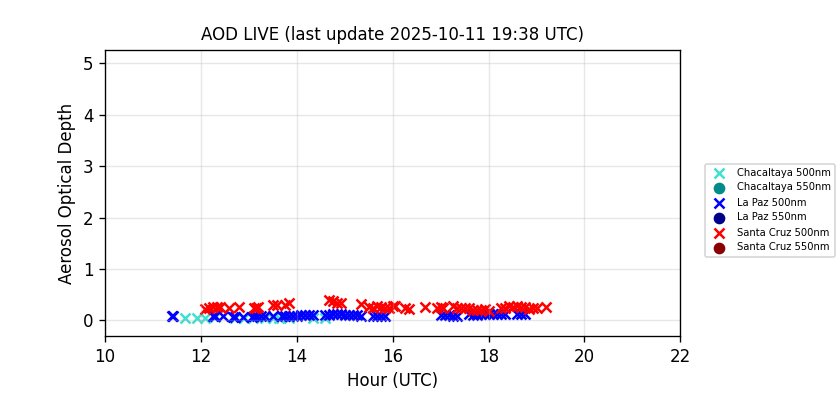 AOD LIVE (last update 2025-10-11 19:38 UTC)
Aerosol Optical Depth
5
4
3
2
1
0
10 12 14 16 18 20 22
Hour (UTC)
Chacaltaya 500nm
Chacaltaya 550nm
La Paz 500nm
La Paz 550nm
Santa Cruz 500nm
Santa Cruz 550nm